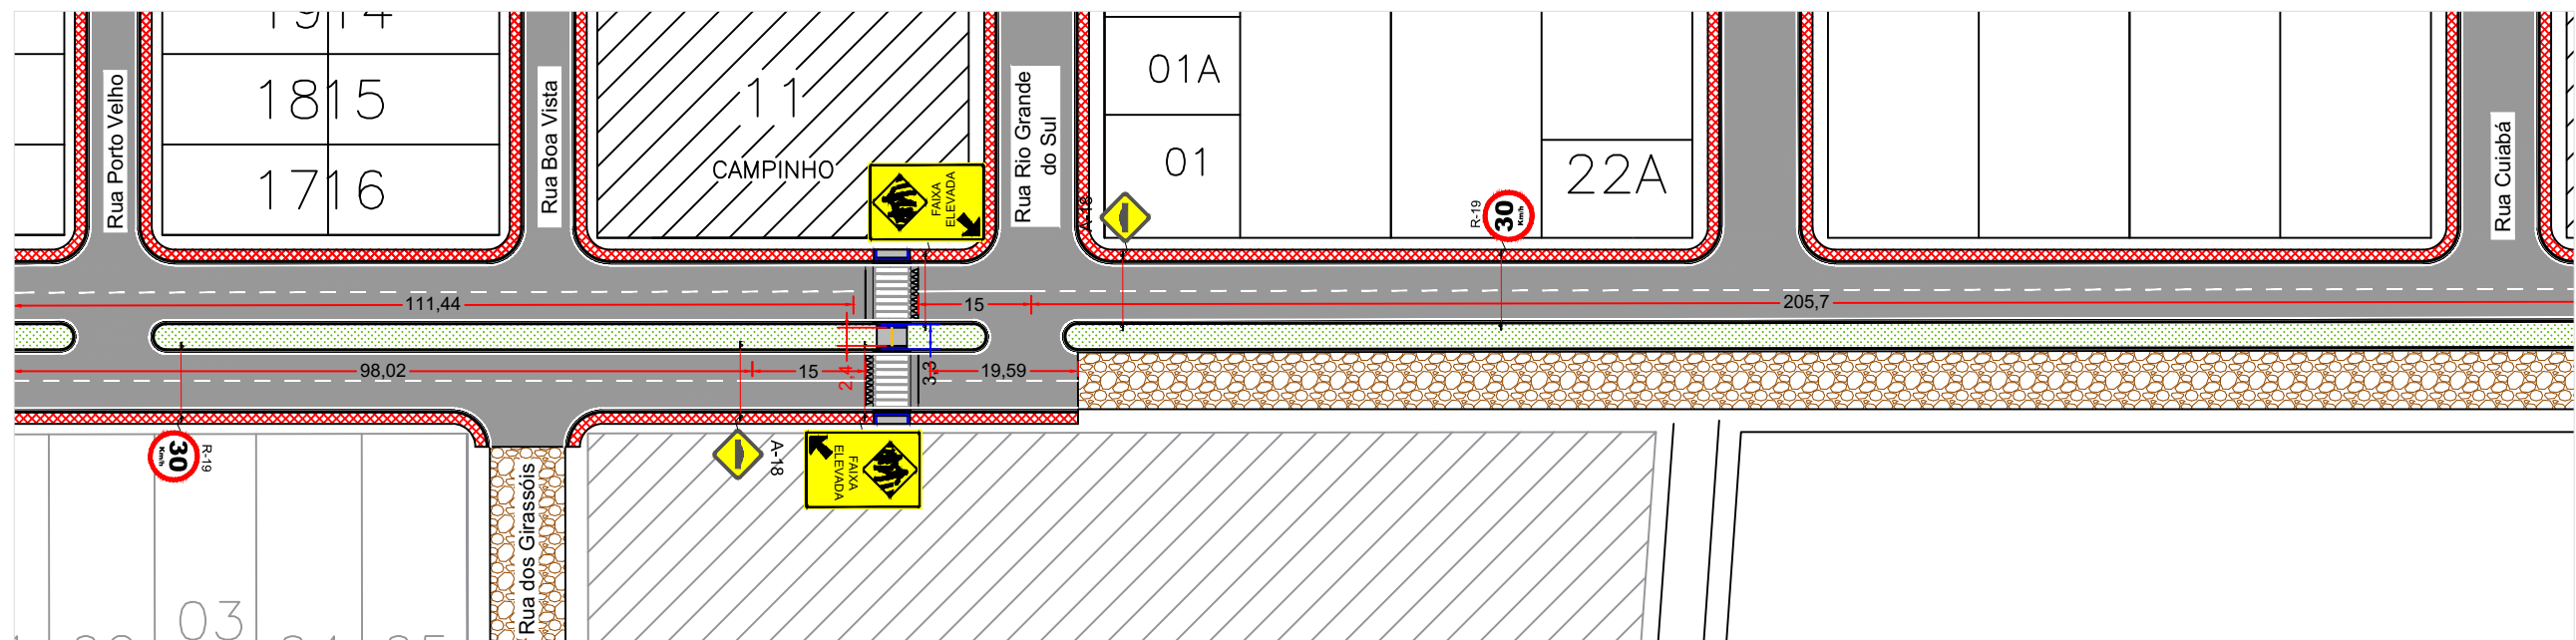 1914
1815
1716
Rua Porto Velho
Rua Boa Vista
11
CAMPINHO
FAIXA
ELEVADA
Rua Rio Grande
do Sul
01A
01
A-18
R-19
30
Km/h
22A
Rua Cuiabá
111,44
15
205,7
98,02
15
2,4
3,3
19,59
30
Km/h
R-19
A-18
FAIXA
ELEVADA
Rua dos Girassóis
03